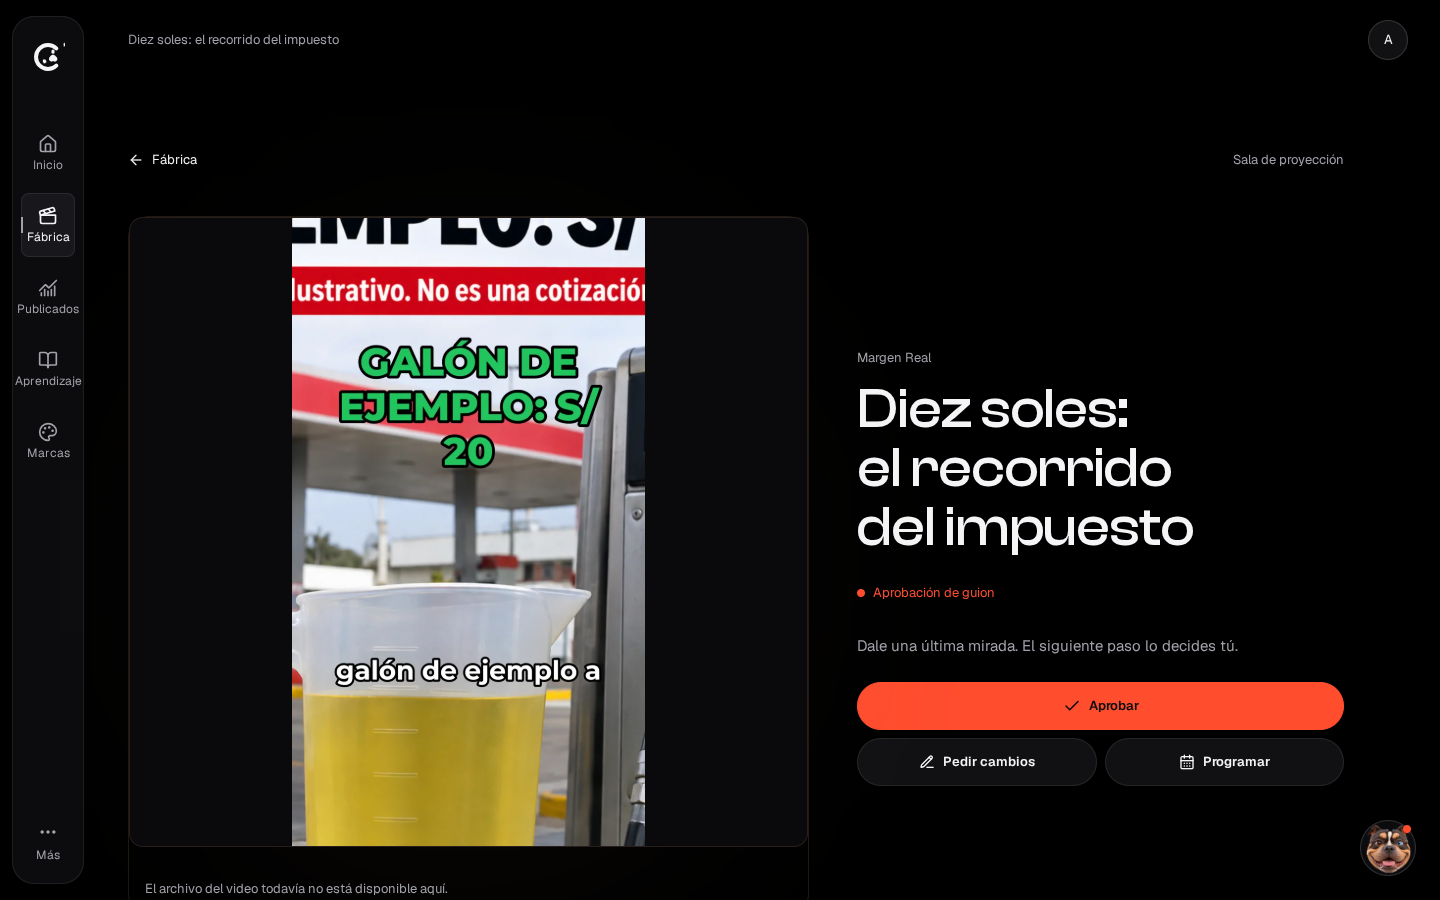 Diez soles: el recorrido del impuesto
A
Inicio
Fábrica
Publicados
Aprendizaje
Marcas
Más
Fábrica
Sala de proyección
EMPLO: S/
lustrativo. No es una cotización
GALÓN DE
EJEMPLO: S/
20
galón de ejemplo a
El archivo del video todavía no está disponible aquí.
Margen Real
Diez soles:
el recorrido
del impuesto
Aprobación de guion
Dale una última mirada. El siguiente paso lo decides tú.
Aprobar
Pedir cambios
Programar